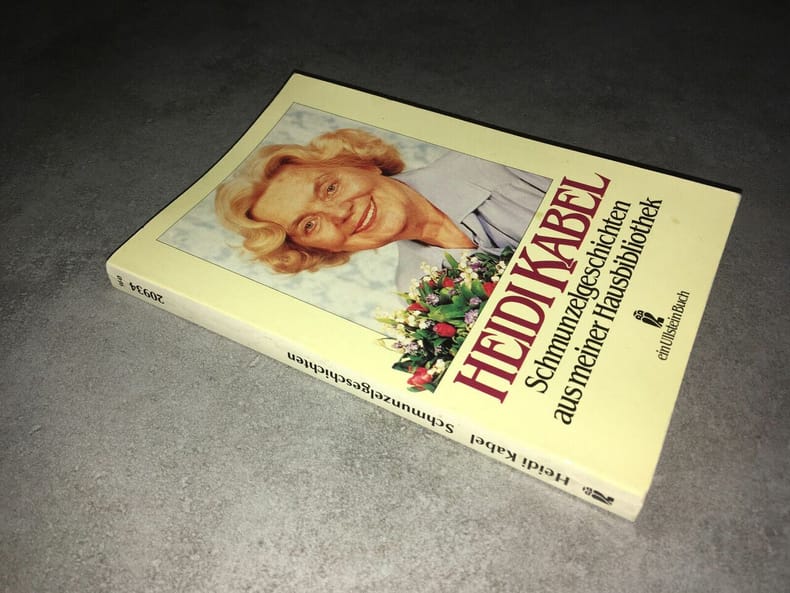 HEIDI KABEL
Schmunzelgeschichten
aus meiner Hausbibliothek
ein Ullstein Buch
Heidi Kabel Schmunzelgeschichten
20934